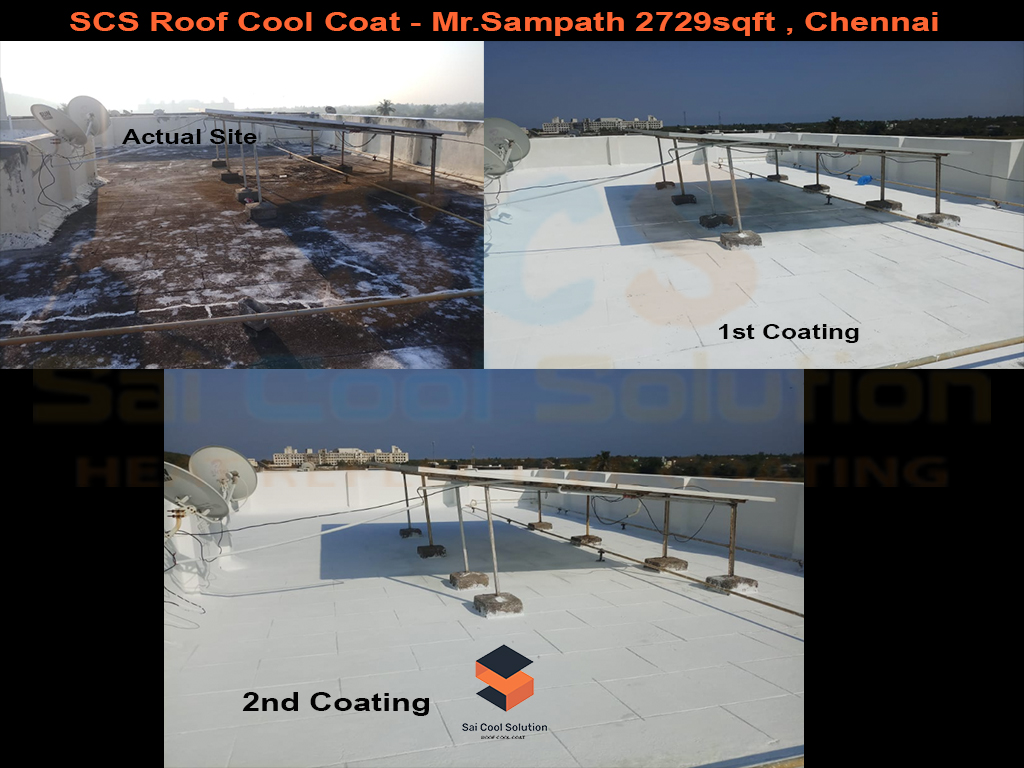 SCS Roof Cool Coat - Mr.Sampath 2729sqft , Chennai
Actual Site
1st Coating
Sai Cool Solution
2nd Coating
Sai Cool Solution
ROOF COOL COAT